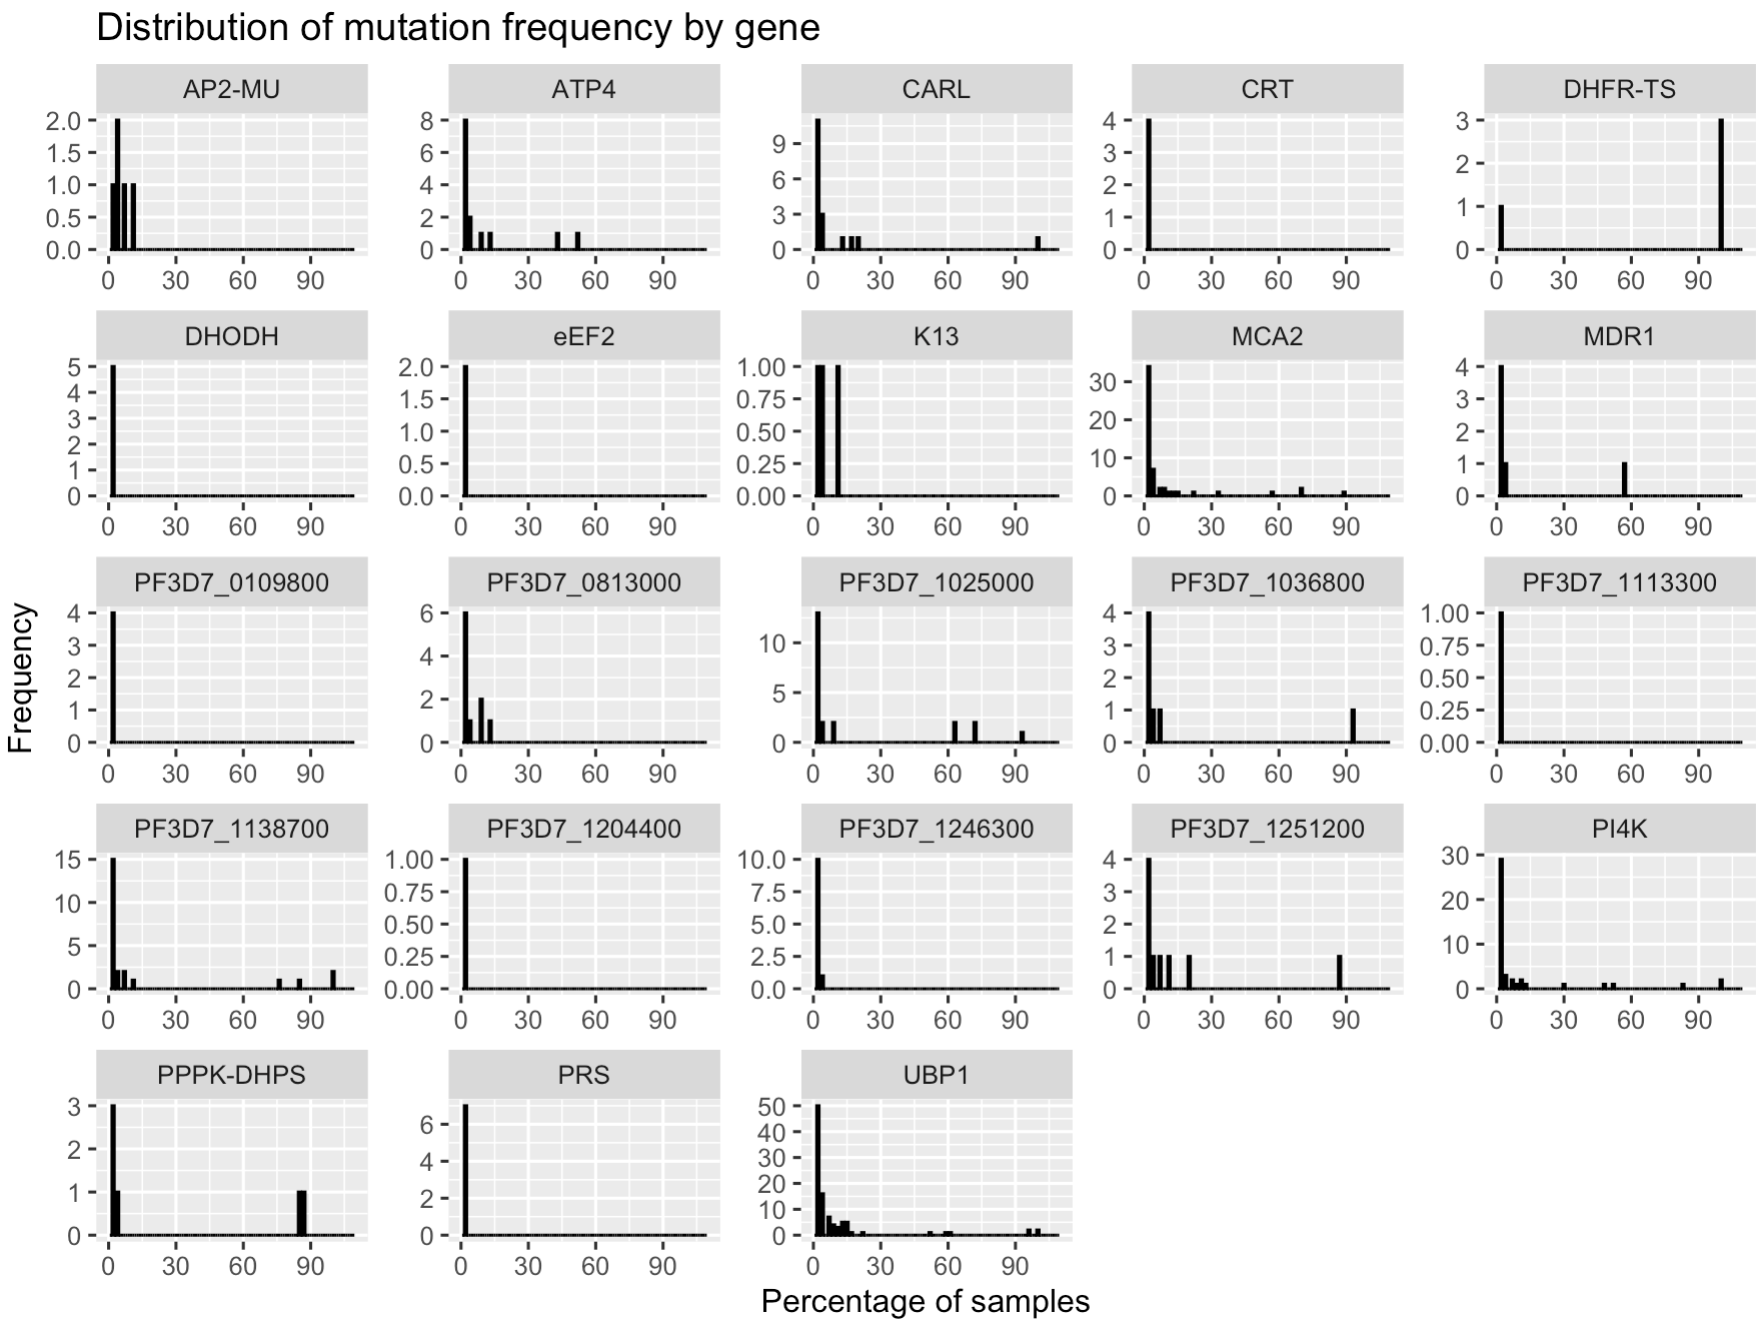 Distribution of mutation frequency by gene
AP2-MU ATP4 CARL CRT DHFR-TS
2.0 8 9 4 3
1.5 6 6 3 2
1.0 4 3 2 1
0.5 2 0 1 0
0.0 0 0
0 30 60 90 0 30 60 90 0 30 60 90 0 30 60 90 0 30 60 90
DHODH eEF2 K13 MCA2 MDR1
5 2.0 1.00 30 4
4 1.5 0.75 20 3
3 1.0 0.50 10 2
2 0.5 0.25 0 1
1 0.0 0.00 0
0
0 30 60 90 0 30 60 90 0 30 60 90 0 30 60 90 0 30 60 90
Frequency
PF3D7_0109800 PF3D7_0813000 PF3D7_1025000 PF3D7_1036800 PF3D7_1113300
4 6 10 4 1.00
3 4 5 3 0.75
2 2 0 2 0.50
1 0 1 0.25
0 0 0.00
0 30 60 90 0 30 60 90 0 30 60 90 0 30 60 90 0 30 60 90
PF3D7_1138700 PF3D7_1204400 PF3D7_1246300 PF3D7_1251200 PI4K
15 1.00 10.0 4 30
10 0.75 7.5 3 20
5 0.50 5.0 2 10
0 0.25 2.5 1 0
0.00 0.0 0
0 30 60 90 0 30 60 90 0 30 60 90 0 30 60 90 0 30 60 90
PPPK-DHPS PRS UBP1
3 6 50
2 4 40
1 2 30
0 0 20
10
0
0 30 60 90 0 30 60 90 0 30 60 90
Percentage of samples